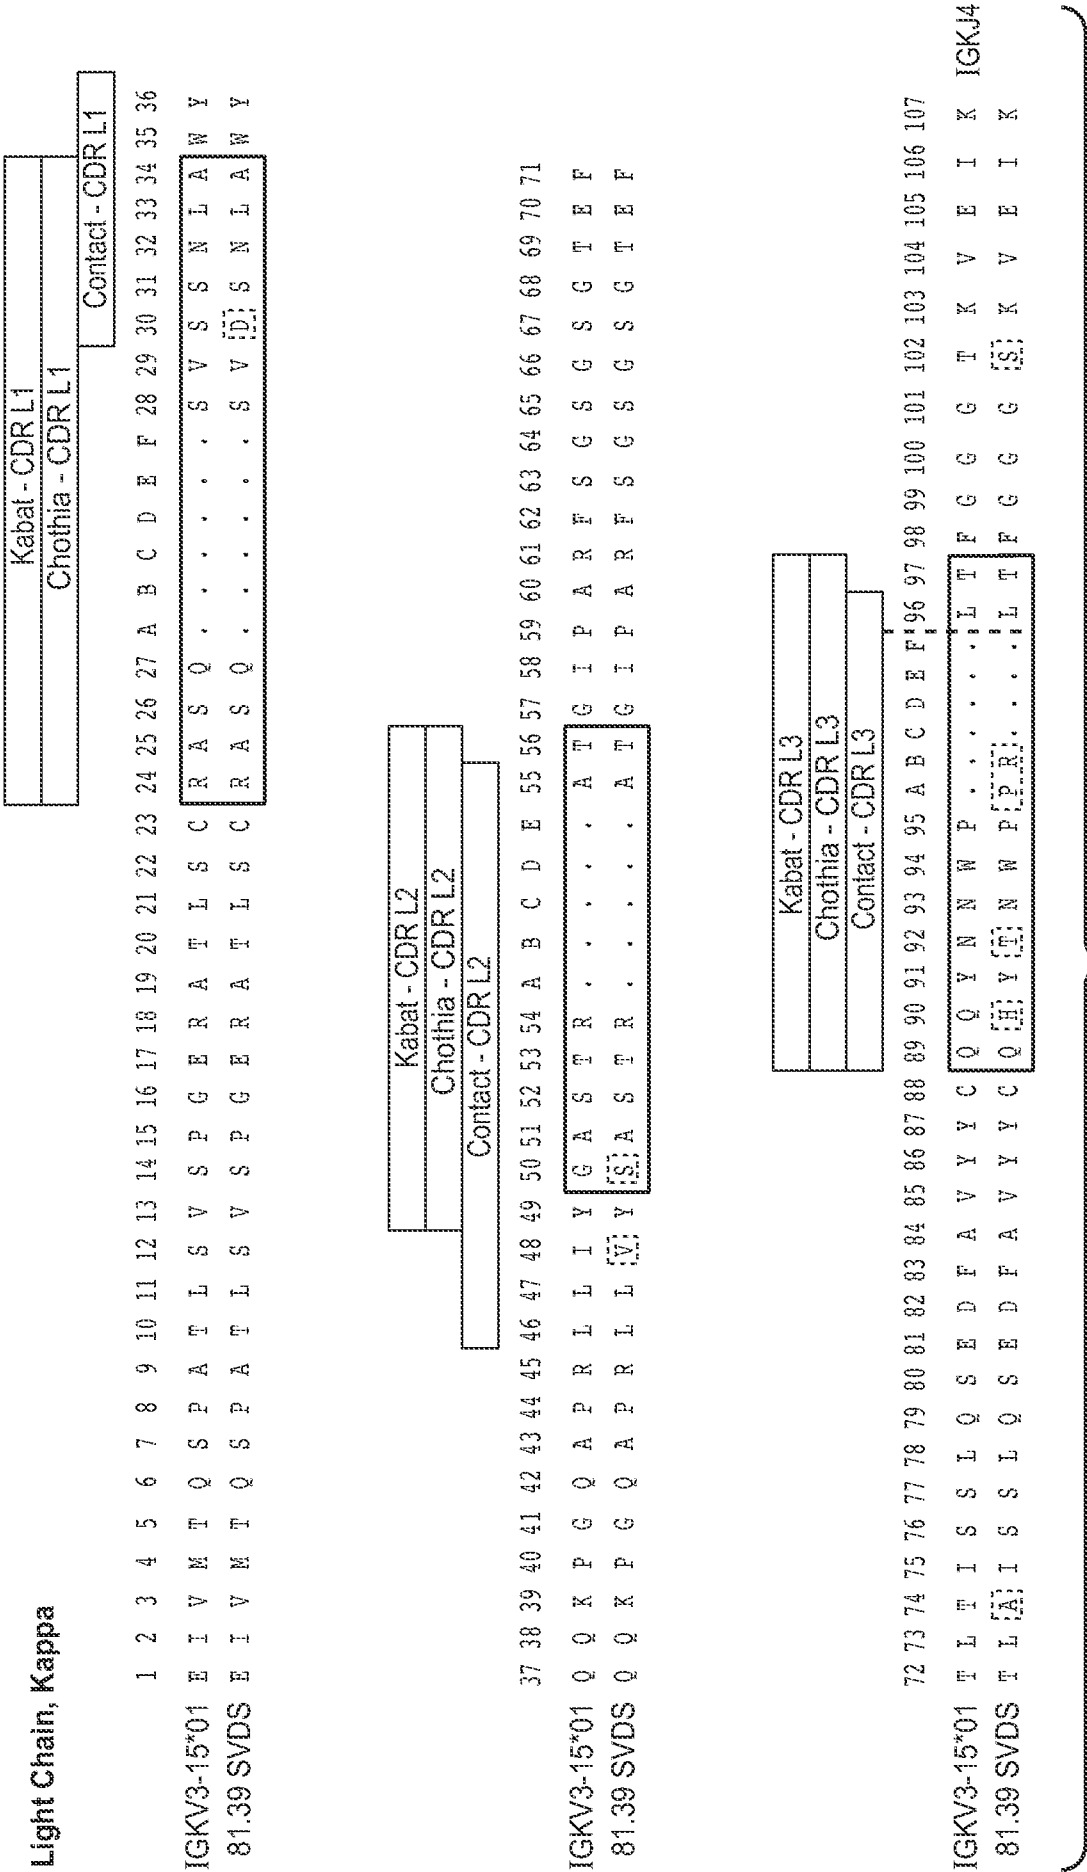 Light Chain, Kappa
Kabat - CDR L1
Chothia - CDR L1
Contact - CDR L1
1 2 3 4 5 6 7 8 9 10 11 12 13 14 15 16 17 18 19 20 21 22 23 24 25 26 27 A B C D E F 28 29 30 31 32 33 34 35 36
IGKV3-15*01 E I V M T Q S P A T L S V S P G E R A T L S C R A S Q . . . . . . S V S S N L A W Y
81.39 SVDS E I V M T Q S P A T L S V S P G E R A T L S C R A S Q . . . . . . S V D S N L A W Y
Kabat - CDR L2
Chothia - CDR L2
Contact - CDR L2
37 38 39 40 41 42 43 44 45 46 47 48 49 50 51 52 53 54 A B C D E 55 56 57 58 59 60 61 62 63 64 65 66 67 68 69 70 71
IGKV3-15*01 Q Q K P G Q A P R L L I Y G A S T R . . . . . A T G I P A R F S G S G S G T E F
81.39 SVDS Q Q K P G Q A P R L L V Y S A S T R . . . . . A T G I P A R F S G S G S G T E F
Kabat - CDR L3
Chothia - CDR L3
Contact - CDR L3
72 73 74 75 76 77 78 79 80 81 82 83 84 85 86 87 88 89 90 91 92 93 94 95 A B C D E F 96 97 98 99 100 101 102 103 104 105 106 107
IGKV3-15*01 T L T I S S L Q S E D F A V Y Y C Q Q Y N N W P . . . . . . L T F G G G T K V E I K IGKJ4
81.39 SVDS T L A I S S L Q S E D F A V Y Y C Q H Y T N W P P R . . . . L T F G G G S K V E I K